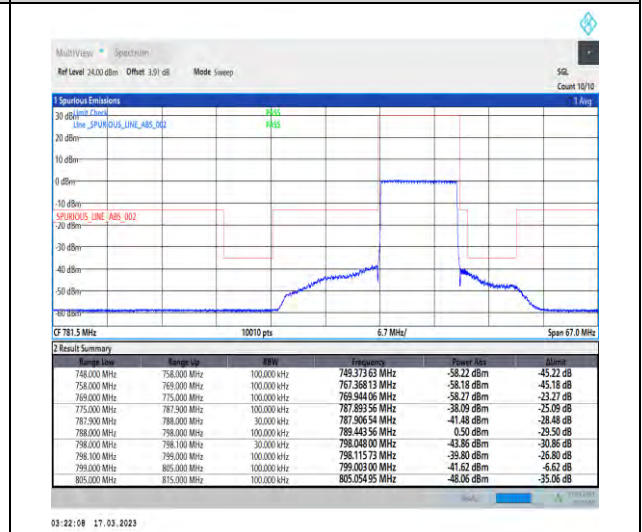 MultiView Spectrum
Ref Level 24.00 dBm Offset 3.91 dB Mode Sweep SGL
Count 10/10
1 Spurious Emissions 1 Avg
30 dBm Limit Check PASS
Line _SPURIOUS_LINE_ABS_002 PASS
20 dBm
10 dBm
0 dBm
-10 dBm
SPURIOUS_LINE_ABS_002
-20 dBm
-30 dBm
-40 dBm
-50 dBm
-60 dBm
CF 781.5 MHz 10010 pts 6.7 MHz/ Span 67.0 MHz
2 Result Summary
Range Low Range Up RBW Frequency Power Abs ΔLimit
748.000 MHz 758.000 MHz 100.000 kHz 749.373 63 MHz -58.22 dBm -45.22 dB
758.000 MHz 769.000 MHz 100.000 kHz 767.368 13 MHz -58.18 dBm -45.18 dB
769.000 MHz 775.000 MHz 100.000 kHz 769.944 06 MHz -58.27 dBm -23.27 dB
775.000 MHz 787.900 MHz 100.000 kHz 787.893 56 MHz -38.09 dBm -25.09 dB
787.900 MHz 788.000 MHz 30.000 kHz 787.906 54 MHz -41.48 dBm -28.48 dB
788.000 MHz 798.000 MHz 100.000 kHz 789.443 56 MHz 0.50 dBm -29.50 dB
798.000 MHz 798.100 MHz 30.000 kHz 798.048 00 MHz -43.86 dBm -30.86 dB
798.100 MHz 799.000 MHz 100.000 kHz 798.115 73 MHz -39.80 dBm -26.80 dB
799.000 MHz 805.000 MHz 100.000 kHz 799.003 00 MHz -41.62 dBm -6.62 dB
805.000 MHz 815.000 MHz 100.000 kHz 805.054 95 MHz -48.06 dBm -35.06 dB
03:22:08 17.03.2023